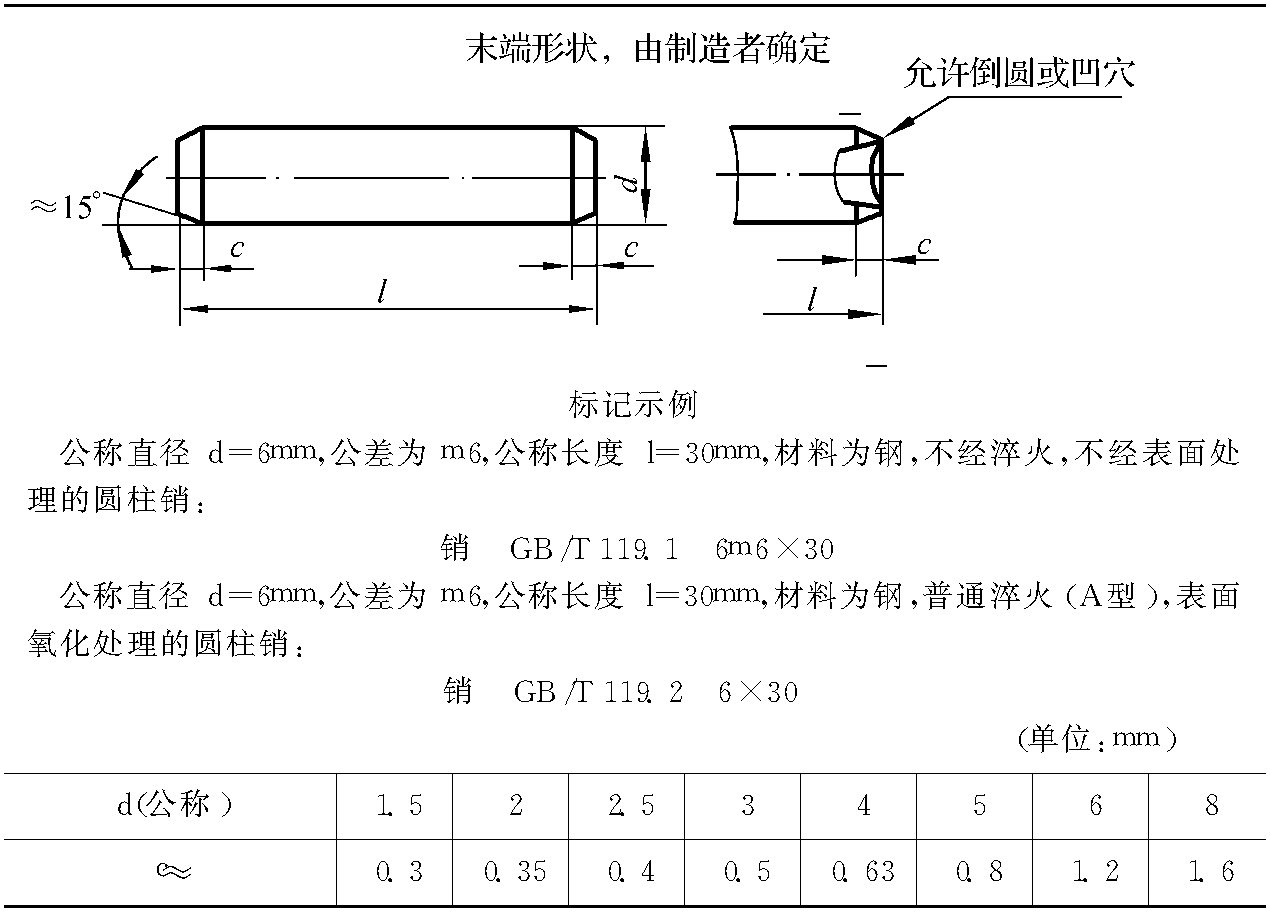 末端形状，由制造者确定
允许倒圆或凹穴
≈15°
c
l
c
d
c
l
标记示例
公称直径 d=6mm,公差为 m6,公称长度 l=30mm,材料为钢,不经淬火,不经表面处
理的圆柱销:
销 GB/T 119.1 6m6×30
公称直径 d=6mm,公差为 m6,公称长度 l=30mm,材料为钢,普通淬火(A型),表面
氧化处理的圆柱销:
销 GB/T 119.2 6×30
(单位:mm)
d(公称) 1.5 2 2.5 3 4 5 6 8
c≈ 0.3 0.35 0.4 0.5 0.63 0.8 1.2 1.6